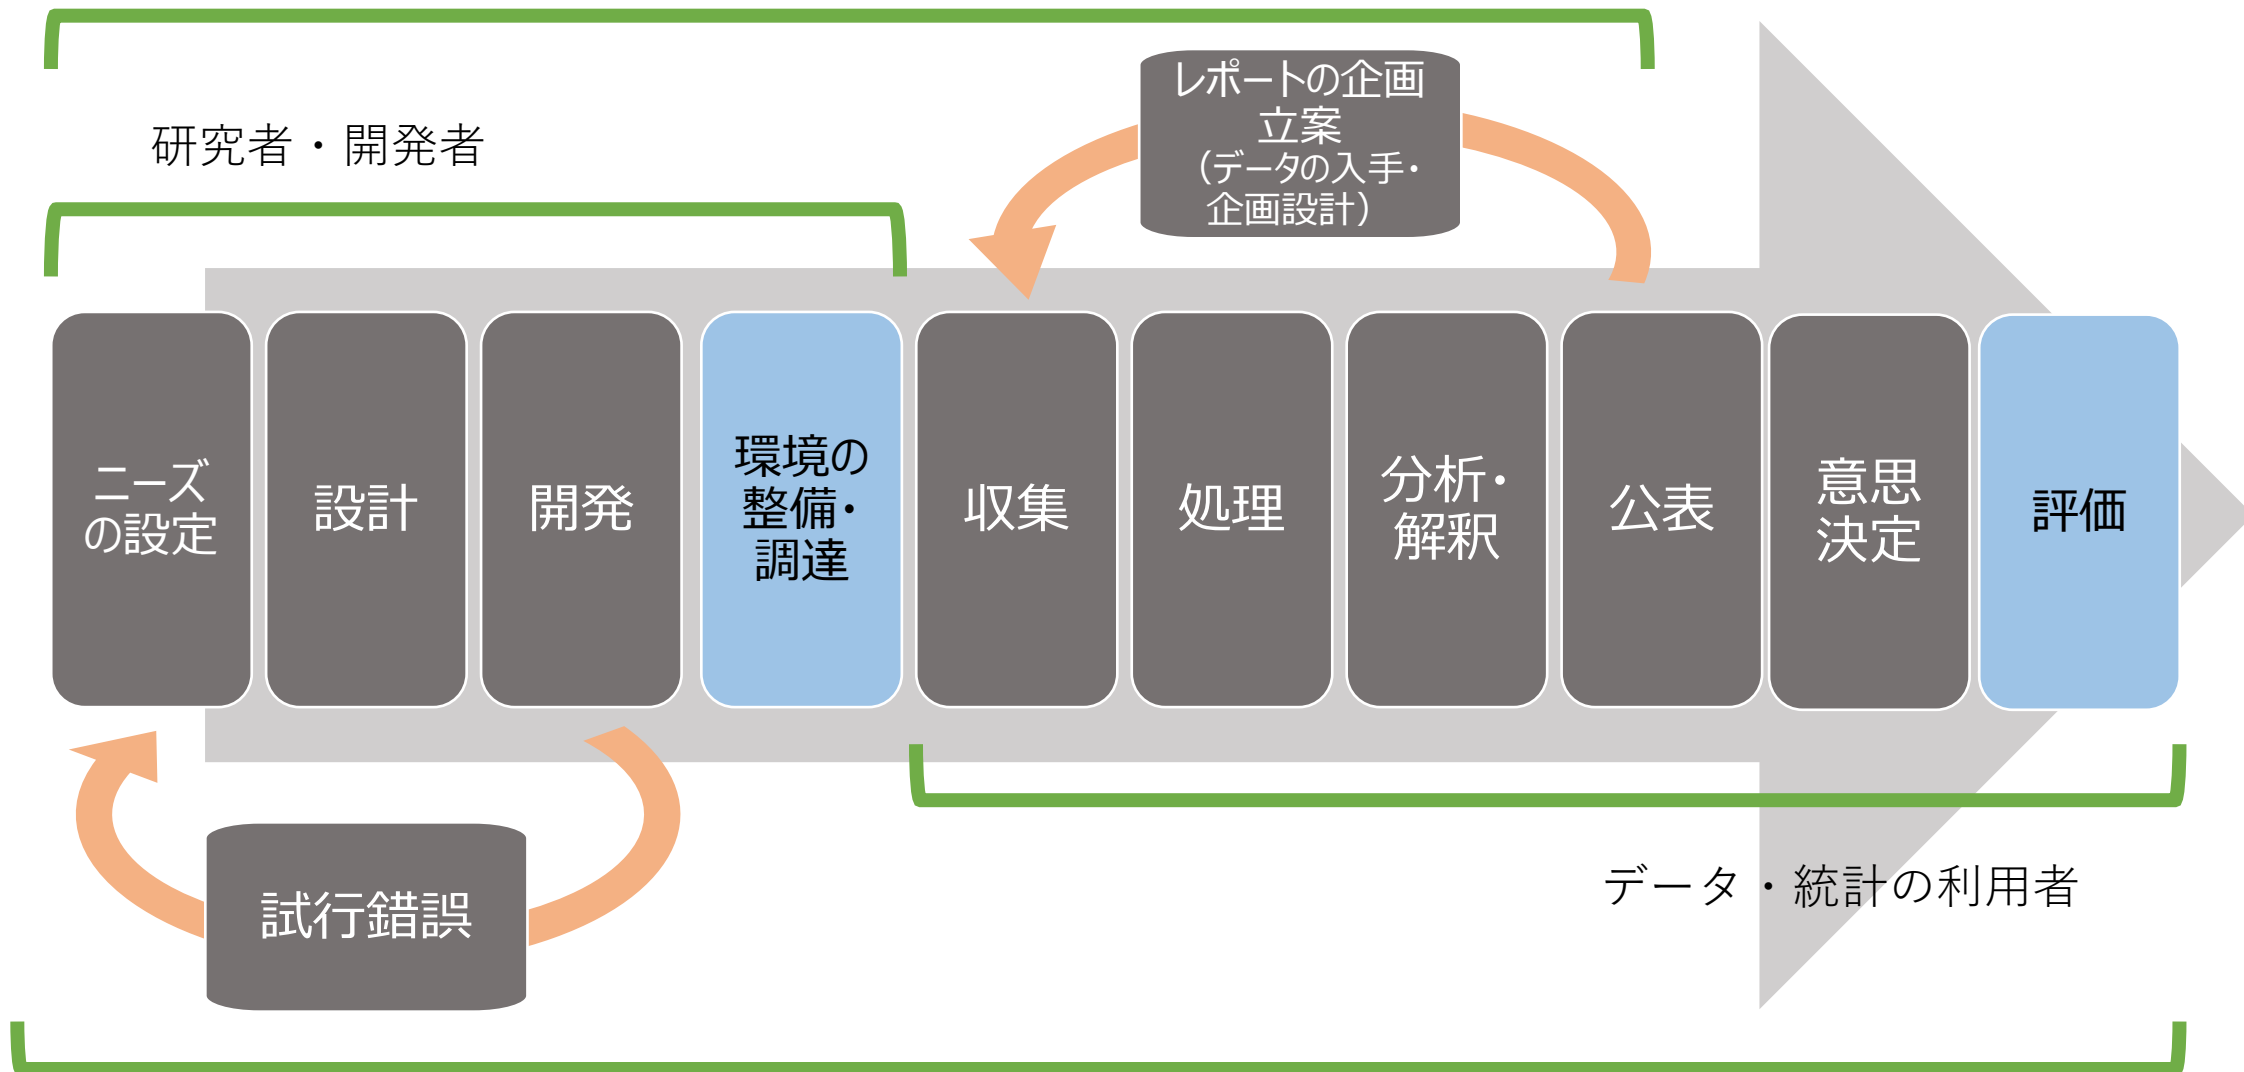 レポートの企画
立案
（データの入手・
企画設計）
研究者・開発者
ニーズ
の設定
設計
開発
環境の
整備・
調達
収集
処理
分析・
解釈
公表
意思
決定
評価
データ・統計の利用者
試行錯誤